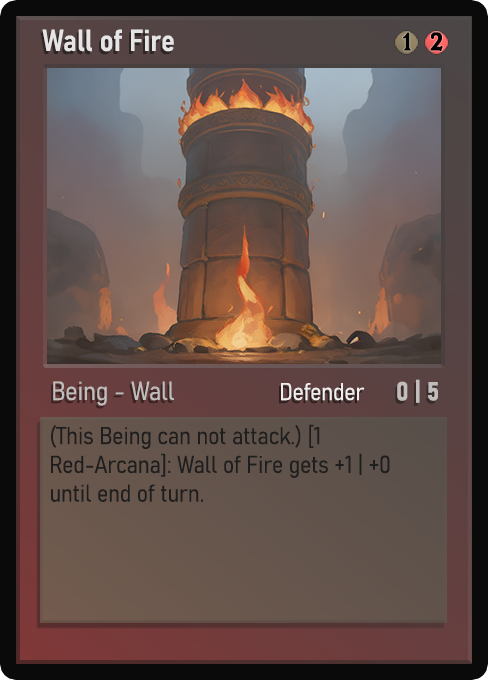 Wall of Fire 1 2
Being - Wall Defender 0 | 5
(This Being can not attack.) [1
Red-Arcana]: Wall of Fire gets +1 | +0
until end of turn.